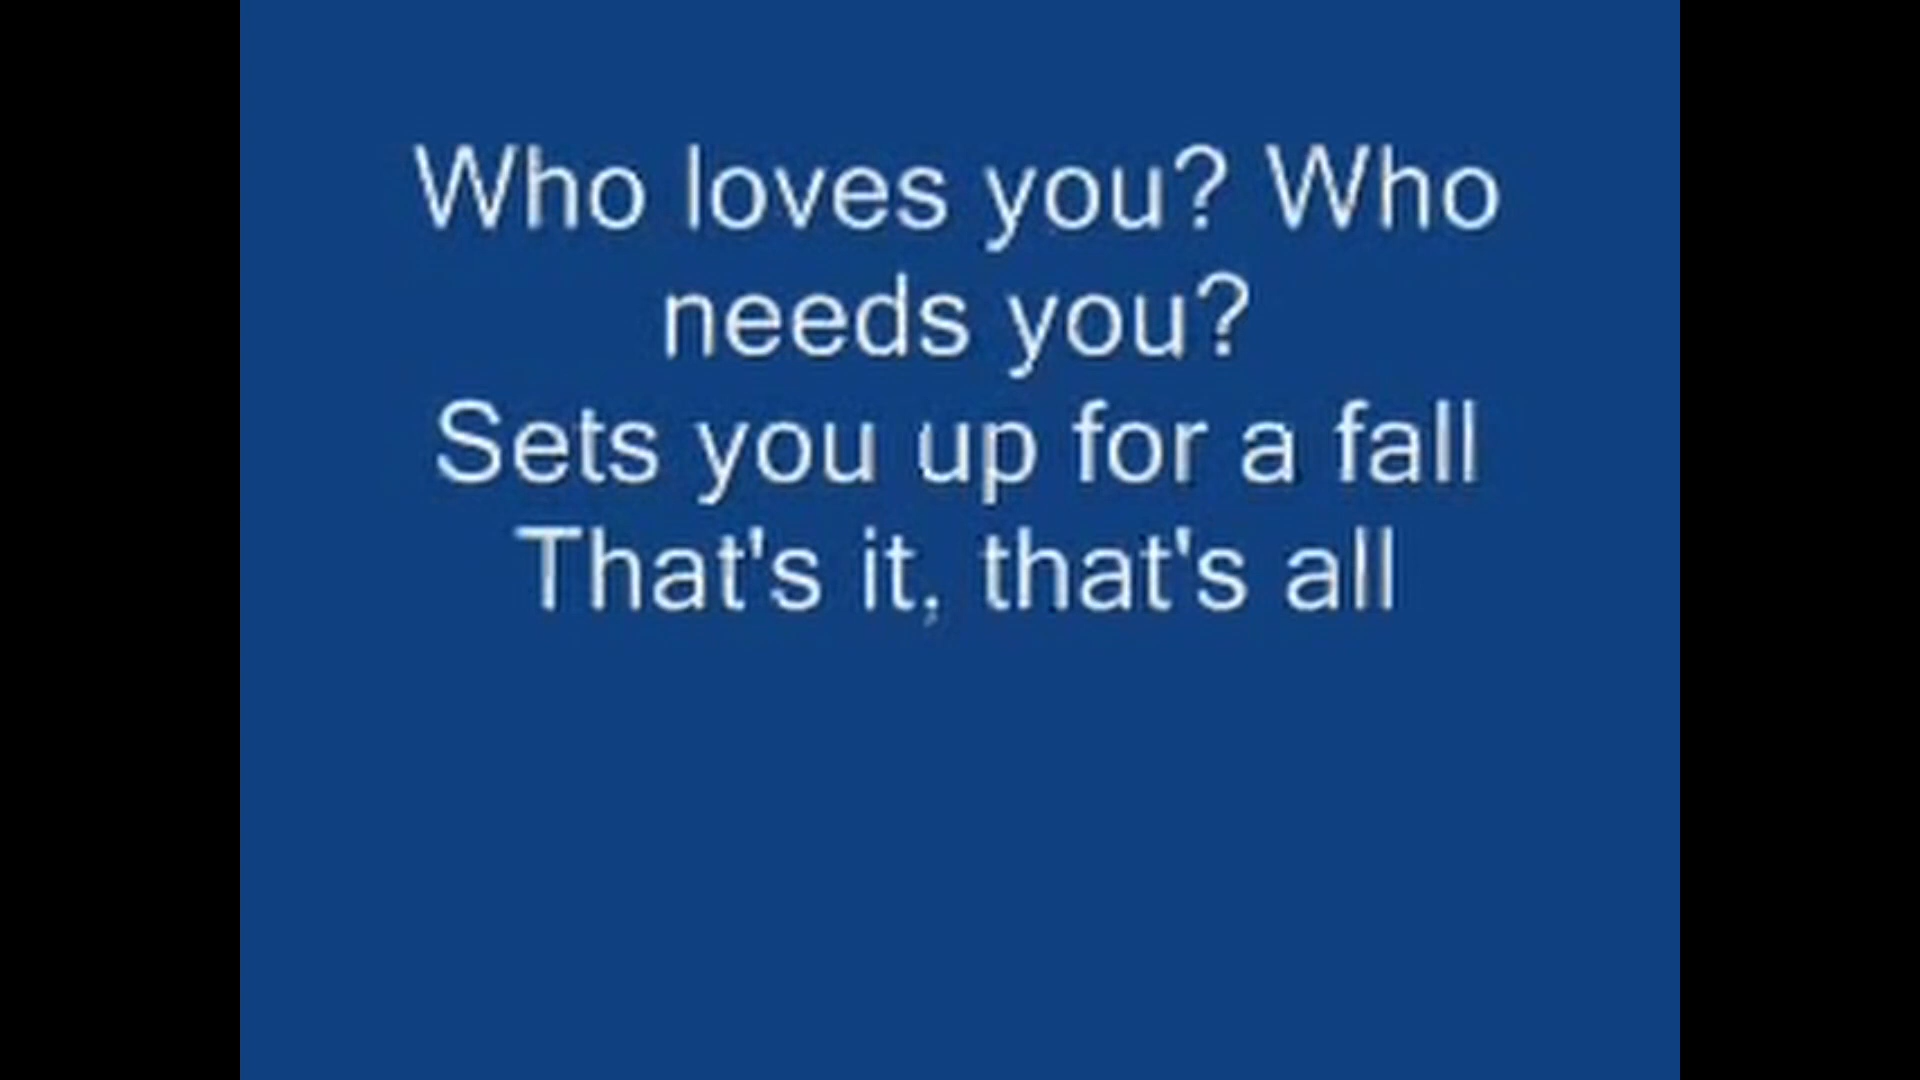 Who loves you? Who
needs you?
Sets you up for a fall
That's it, that's all